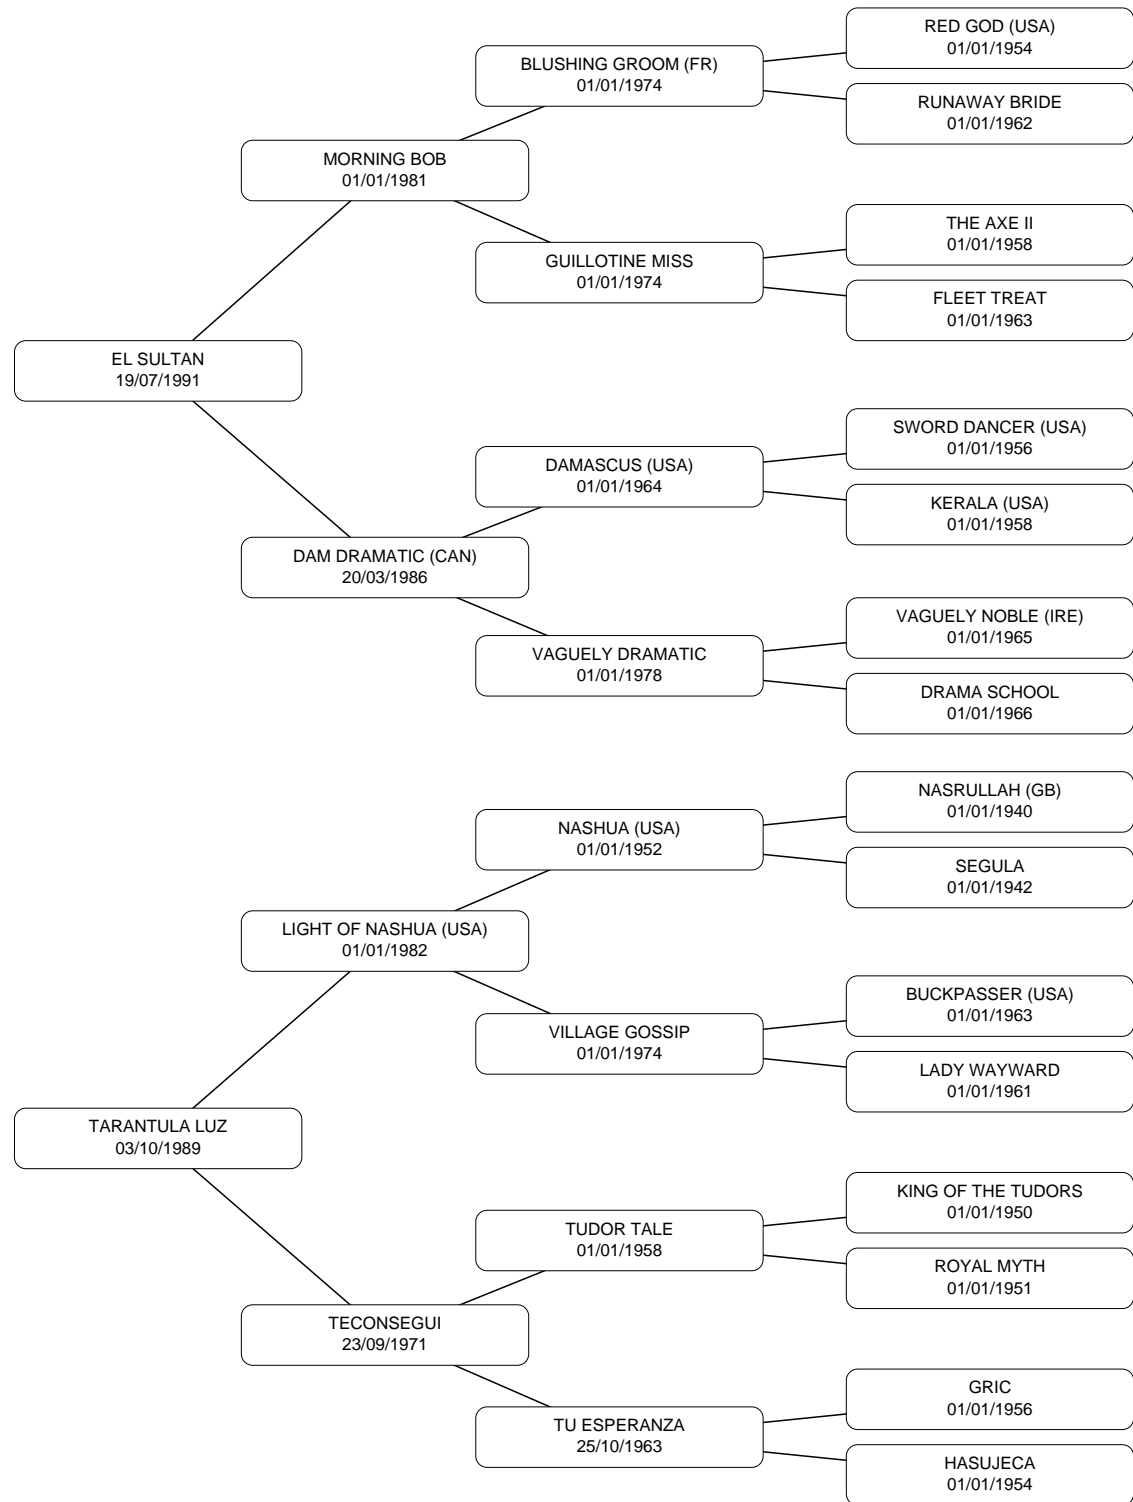 RED GOD (USA)
01/01/1954
BLUSHING GROOM (FR)
01/01/1974
RUNAWAY BRIDE
01/01/1962
MORNING BOB
01/01/1981
THE AXE II
01/01/1958
GUILLOTINE MISS
01/01/1974
FLEET TREAT
01/01/1963
EL SULTAN
19/07/1991
SWORD DANCER (USA)
01/01/1956
DAMASCUS (USA)
01/01/1964
KERALA (USA)
01/01/1958
DAM DRAMATIC (CAN)
20/03/1986
VAGUELY NOBLE (IRE)
01/01/1965
VAGUELY DRAMATIC
01/01/1978
DRAMA SCHOOL
01/01/1966
NASRULLAH (GB)
01/01/1940
NASHUA (USA)
01/01/1952
SEGULA
01/01/1942
LIGHT OF NASHUA (USA)
01/01/1982
BUCKPASSER (USA)
01/01/1963
VILLAGE GOSSIP
01/01/1974
LADY WAYWARD
01/01/1961
TARANTULA LUZ
03/10/1989
KING OF THE TUDORS
01/01/1950
TUDOR TALE
01/01/1958
ROYAL MYTH
01/01/1951
TECONSEGUI
23/09/1971
GRIC
01/01/1956
TU ESPERANZA
25/10/1963
HASUJECA
01/01/1954